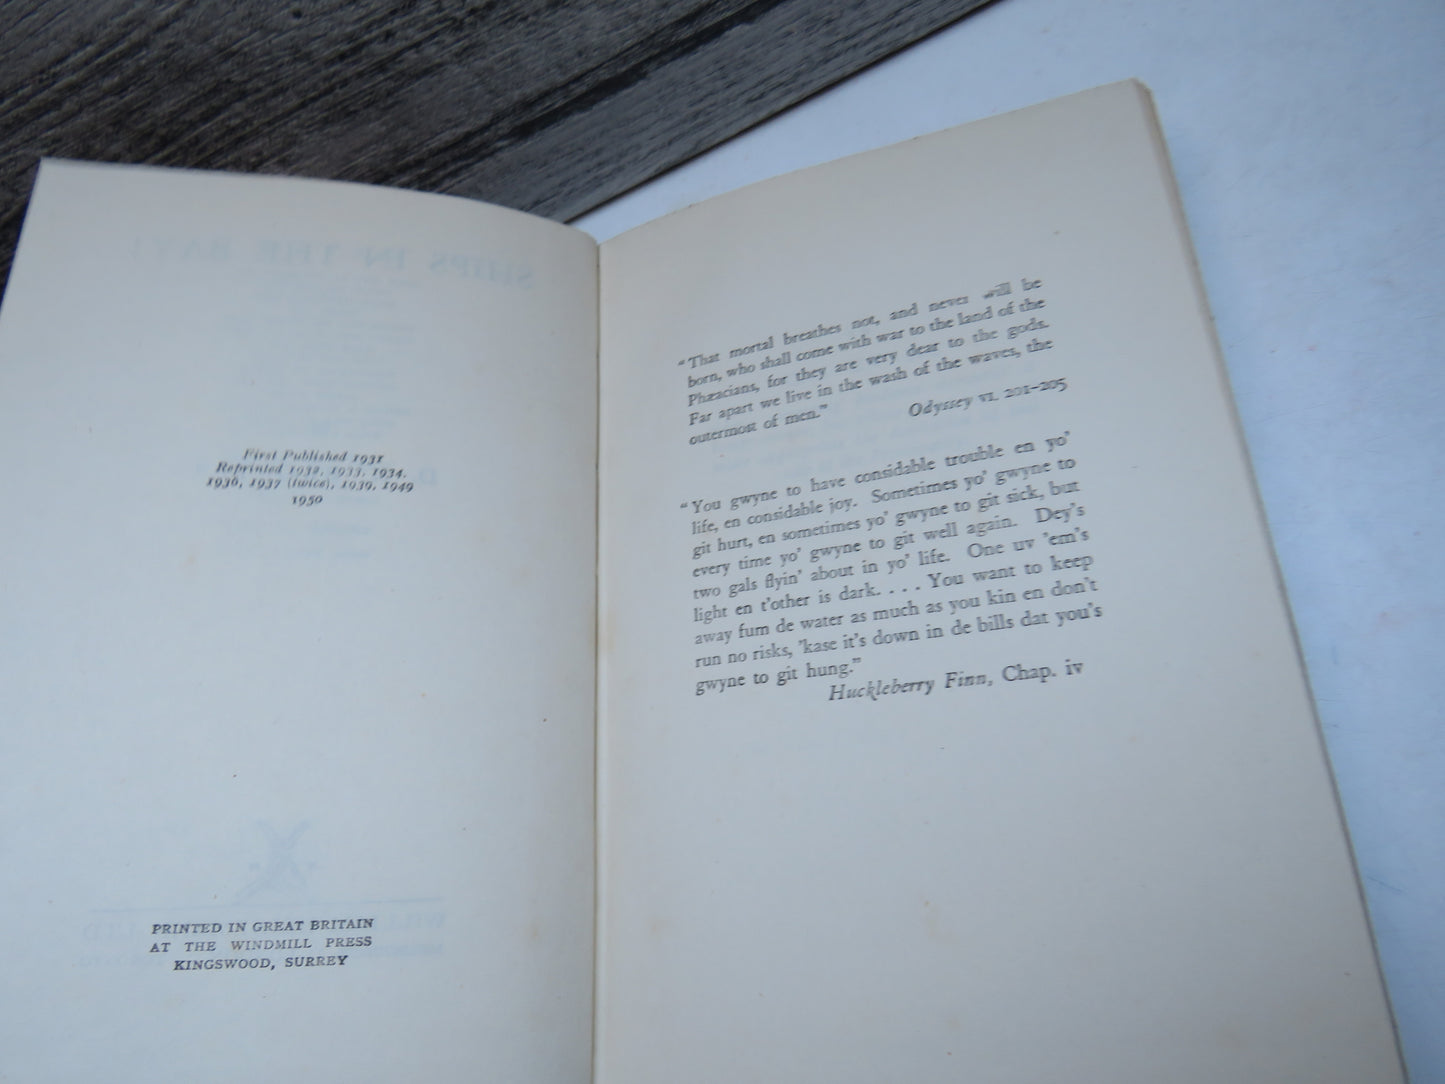 SHIPS IN THE BAY!
First Published 1931
Reprinted 1932, 1933, 1934,
1936, 1937 (twice), 1939, 1949
1950
PRINTED IN GREAT BRITAIN
AT THE WINDMILL PRESS
KINGSWOOD, SURREY
“That mortal breathes not, and never will be
born, who shall come with war to the land of the
Phæacians, for they are very dear to the gods.
Far apart we live in the wash of the waves, the
outermost of men.” Odyssey VI. 201–205
“You gwyne to have considable trouble en yo’
life, en considable joy. Sometimes yo’ gwyne to
git hurt, en sometimes yo’ gwyne to git sick, but
every time yo’ gwyne to git well again. Dey’s
two gals flyin’ about in yo’ life. One uv ’em’s
light en t’other is dark. . . . You want to keep
away fum de water as much as you kin en don’t
run no risks, ’kase it’s down in de bills dat you’s
gwyne to git hung.”
Huckleberry Finn, Chap. iv